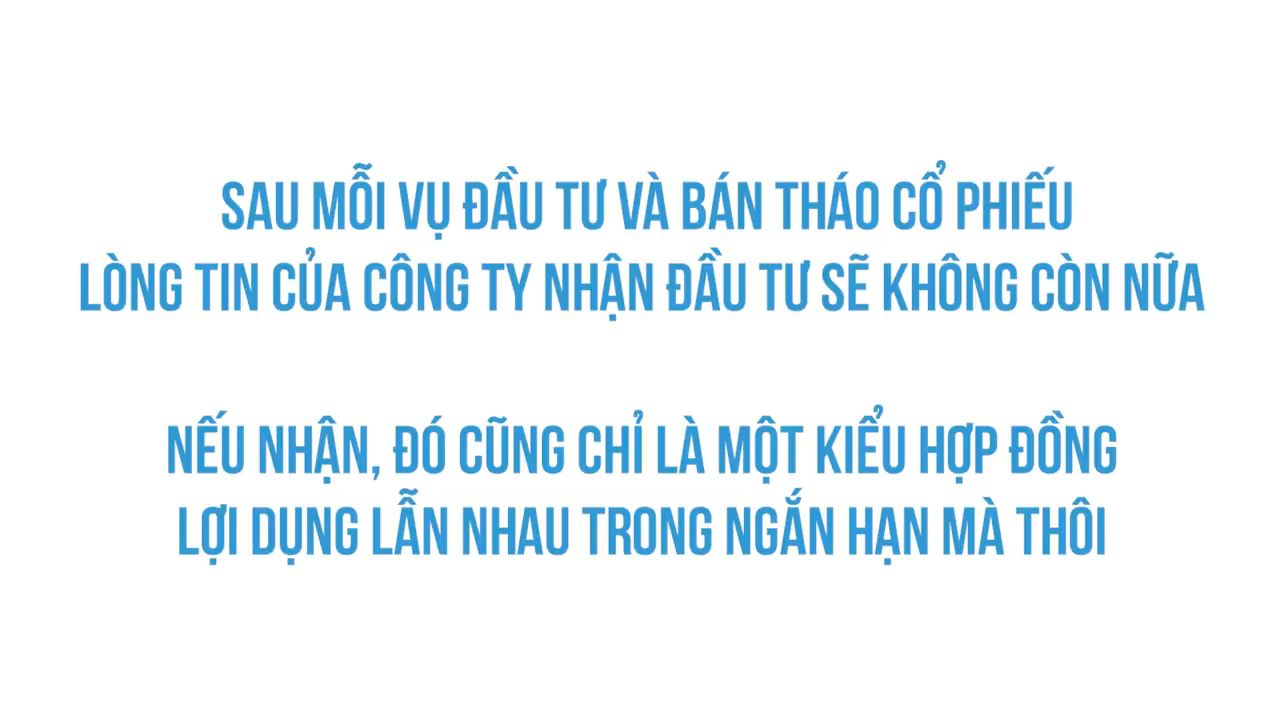 SAU MỖI VỤ ĐẦU TƯ VÀ BÁN THÁO CỔ PHIẾU
LÒNG TIN CỦA CÔNG TY NHẬN ĐẦU TƯ SẼ KHÔNG CÒN NỮA
NẾU NHẬN, ĐÓ CŨNG CHỈ LÀ MỘT KIỂU HỢP ĐỒNG
LỢI DỤNG LẪN NHAU TRONG NGẮN HẠN MÀ THÔI